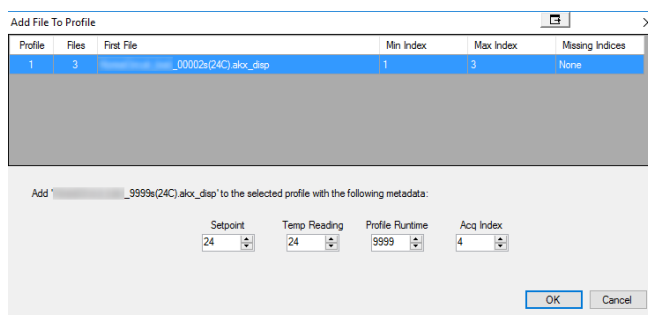 Add File To Profile
Profile Files First File Min Index Max Index Missing Indices
1 3 _00002s(24C).akx_disp 1 3 None
Add ' _9999s(24C).akx_disp' to the selected profile with the following metadata:
Setpoint Temp Reading Profile Runtime Acq Index
24 24 9999 4
OK Cancel